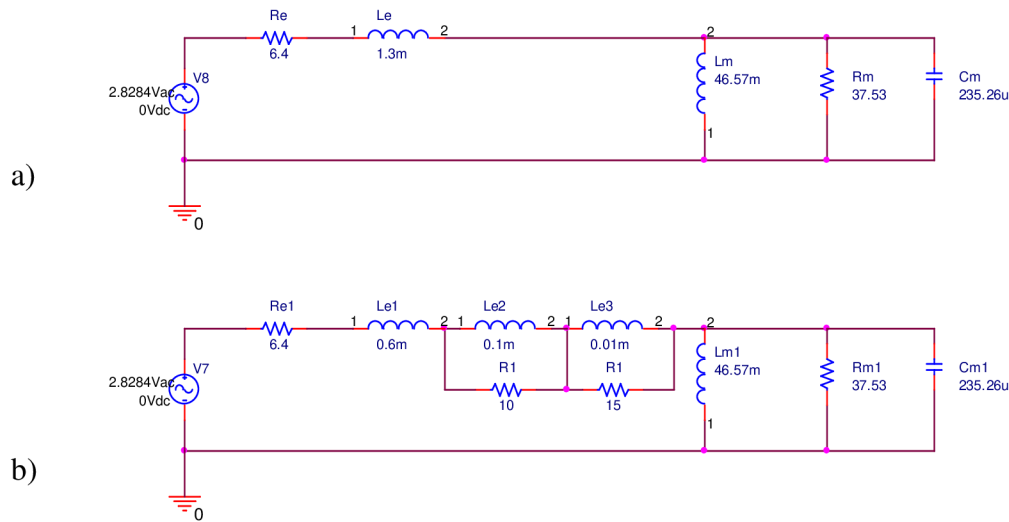 Re
Le
1
2
6.4
1.3m
2
V8
Lm
46.57m
Rm
37.53
Cm
235.26u
2.8284Vac
0Vdc
1
a)
0
Re1
Le1
Le2
Le3
1
2
1
2
1
2
2
6.4
0.6m
0.1m
0.01m
V7
R1
R1
Lm1
46.57m
Rm1
37.53
Cm1
235.26u
2.8284Vac
0Vdc
10
15
1
b)
0